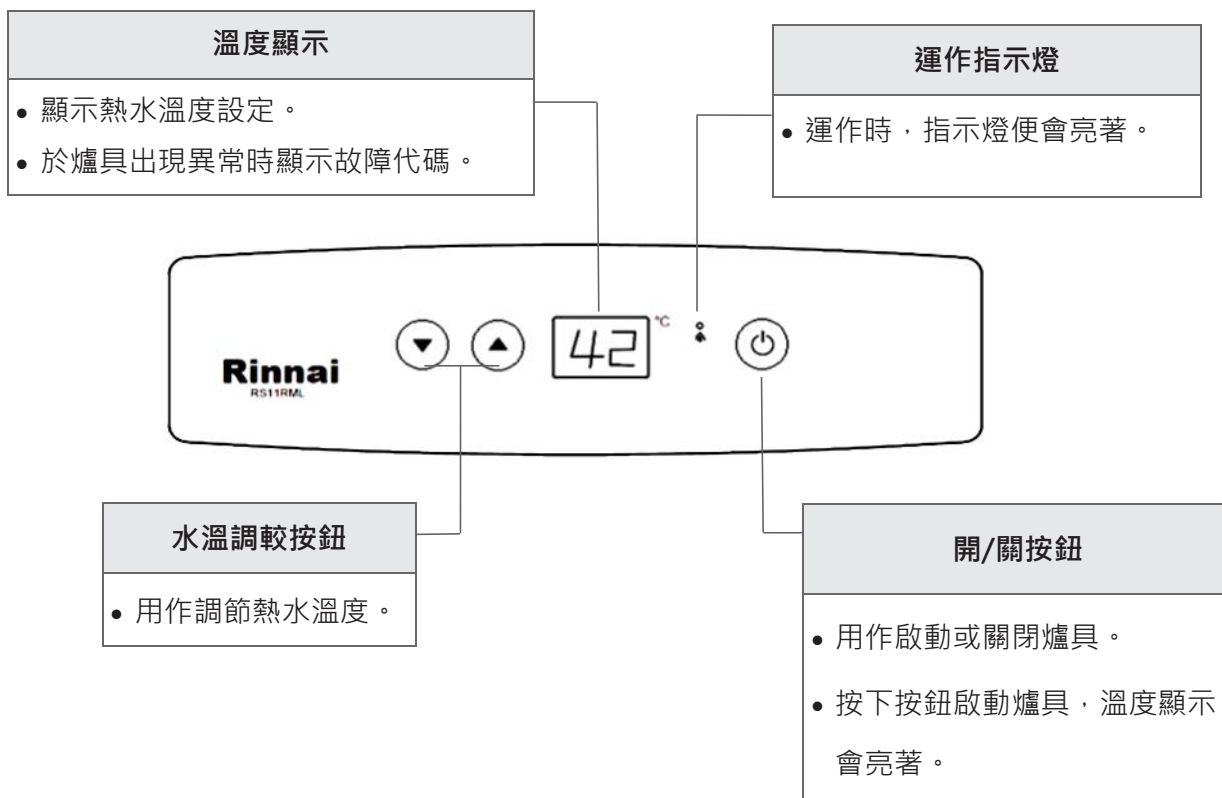 溫度顯示
• 顯示熱水溫度設定。
• 於爐具出現異常時顯示故障代碼。
運作指示燈
• 運作時，指示燈便會亮著。
Rinnai
RS11RML
42
°C
水溫調較按鈕
• 用作調節熱水溫度。
開/關按鈕
• 用作啟動或關閉爐具。
• 按下按鈕啟動爐具，溫度顯示
會亮著。